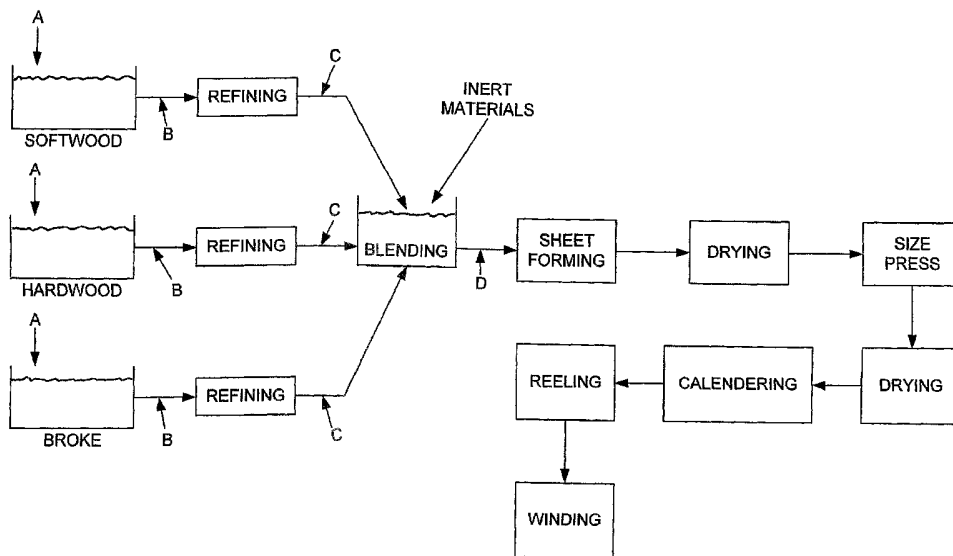 A
C
REFINING
INERT
MATERIALS
B
SOFTWOOD
A
C
REFINING
BLENDING
SHEET
FORMING
DRYING
SIZE
PRESS
B
D
HARDWOOD
A
REELING
CALENDERING
DRYING
REFINING
B
C
BROKE
WINDING